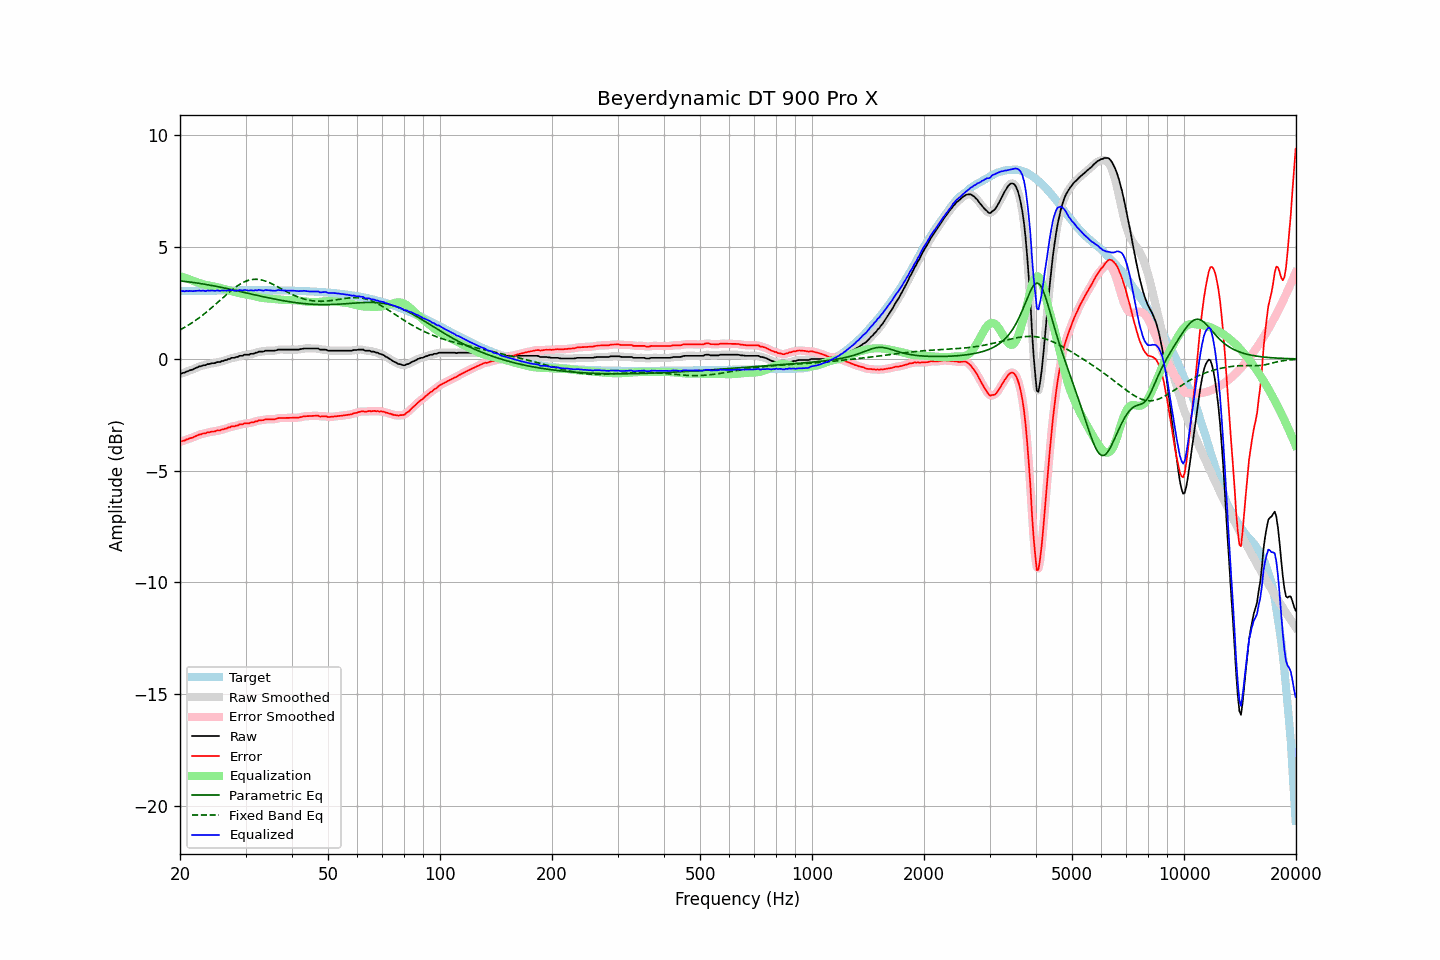 Beyerdynamic DT 900 Pro X
10
5
0
−5
−10
−15
−20
Amplitude (dBr)
Target
Raw Smoothed
Error Smoothed
Raw
Error
Equalization
Parametric Eq
Fixed Band Eq
Equalized
20 50 100 200 500 1000 2000 5000 10000 20000
Frequency (Hz)